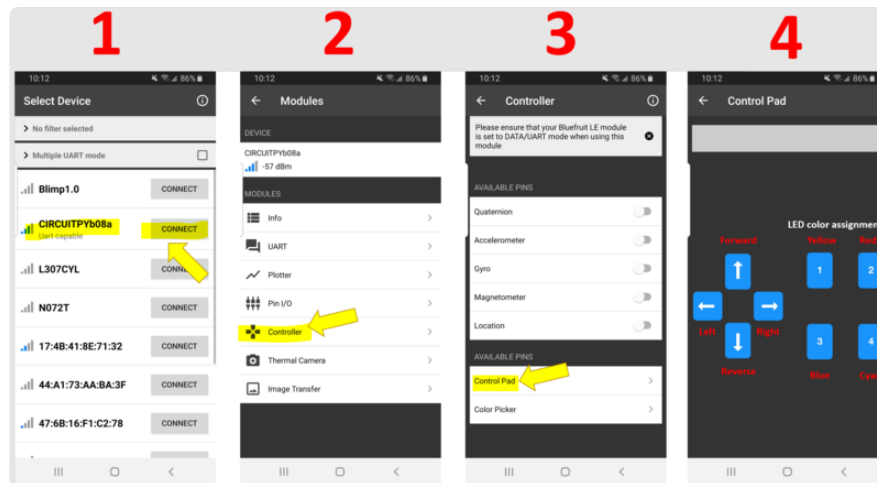 1
2
3
4
10:12
86%
Select Device
No filter selected
Multiple UART mode
Blimp1.0
CONNECT
CIRCUITPYb08a
Uart capable
CONNECT
L307CYL
N072T
CONNECT
17:4B:41:8E:71:32
CONNECT
44:A1:73:AA:BA:3F
CONNECT
47:6B:16:F1:C2:78
CONNECT
10:12
86%
Modules
DEVICE
CIRCUITPYb08a
-57 dBm
MODULES
Info
UART
Plotter
Pin I/O
Controller
Thermal Camera
Image Transfer
10:12
86%
Controller
Please ensure that your Bluefruit LE module
is set to DATA/UART mode when using this
module
AVAILABLE PINS
Quaternion
Accelerometer
Gyro
Magnetometer
Location
AVAILABLE PINS
Control Pad
Color Picker
10:12
86%
Control Pad
LED color assignmen
Forward
Yellow
Red
1
2
Left
Right
3
4
Reverse
Blue
Cya